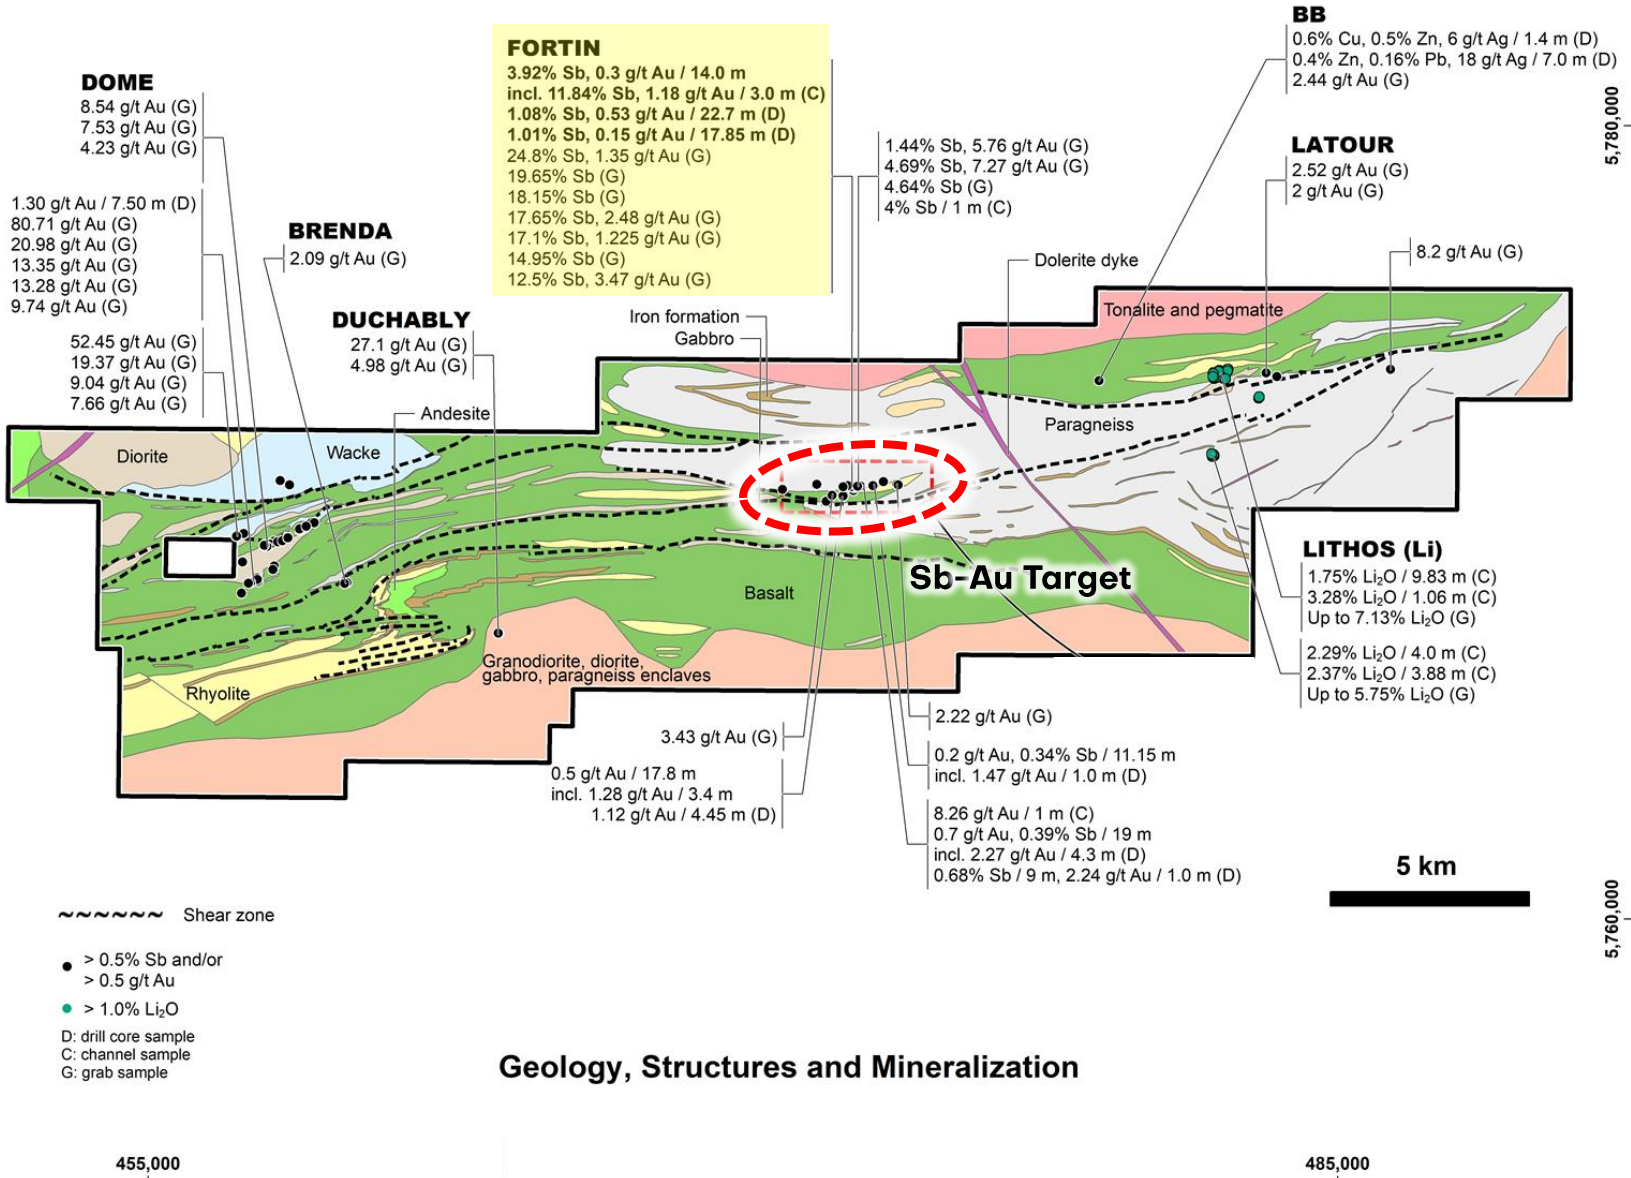 BB
0.6% Cu, 0.5% Zn, 6 g/t Ag / 1.4 m (D)
0.4% Zn, 0.16% Pb, 18 g/t Ag / 7.0 m (D)
2.44 g/t Au (G)
FORTIN
3.92% Sb, 0.3 g/t Au / 14.0 m
incl. 11.84% Sb, 1.18 g/t Au / 3.0 m (C)
1.08% Sb, 0.53 g/t Au / 22.7 m (D)
1.01% Sb, 0.15 g/t Au / 17.85 m (D)
24.8% Sb, 1.35 g/t Au (G)
19.65% Sb (G)
18.15% Sb (G)
17.65% Sb, 2.48 g/t Au (G)
17.1% Sb, 1.225 g/t Au (G)
14.95% Sb (G)
12.5% Sb, 3.47 g/t Au (G)
DOME
8.54 g/t Au (G)
7.53 g/t Au (G)
4.23 g/t Au (G)
1.30 g/t Au / 7.50 m (D)
80.71 g/t Au (G)
20.98 g/t Au (G)
13.35 g/t Au (G)
13.28 g/t Au (G)
9.74 g/t Au (G)
52.45 g/t Au (G)
19.37 g/t Au (G)
9.04 g/t Au (G)
7.66 g/t Au (G)
BRENDA
2.09 g/t Au (G)
DUCHABLY
27.1 g/t Au (G)
4.98 g/t Au (G)
1.44% Sb, 5.76 g/t Au (G)
4.69% Sb, 7.27 g/t Au (G)
4.64% Sb (G)
4% Sb / 1 m (C)
LATOUR
2.52 g/t Au (G)
2 g/t Au (G)
8.2 g/t Au (G)
5,780,000
Dolerite dyke
Iron formation
Gabbro
Tonalite and pegmatite
Andesite
Paragneiss
Diorite
Wacke
Sb-Au Target
Basalt
Granodiorite, diorite,
gabbro, paragneiss enclaves
Rhyolite
LITHOS (Li)
1.75% Li₂O / 9.83 m (C)
3.28% Li₂O / 1.06 m (C)
Up to 7.13% Li₂O (G)
2.29% Li₂O / 4.0 m (C)
2.37% Li₂O / 3.88 m (C)
Up to 5.75% Li₂O (G)
3.43 g/t Au (G)
0.5 g/t Au / 17.8 m
incl. 1.28 g/t Au / 3.4 m
1.12 g/t Au / 4.45 m (D)
2.22 g/t Au (G)
0.2 g/t Au, 0.34% Sb / 11.15 m
incl. 1.47 g/t Au / 1.0 m (D)
8.26 g/t Au / 1 m (C)
0.7 g/t Au, 0.39% Sb / 19 m
incl. 2.27 g/t Au / 4.3 m (D)
0.68% Sb / 9 m, 2.24 g/t Au / 1.0 m (D)
5 km
5,760,000
Shear zone
> 0.5% Sb and/or
> 0.5 g/t Au
> 1.0% Li₂O
D: drill core sample
C: channel sample
G: grab sample
Geology, Structures and Mineralization
455,000
485,000